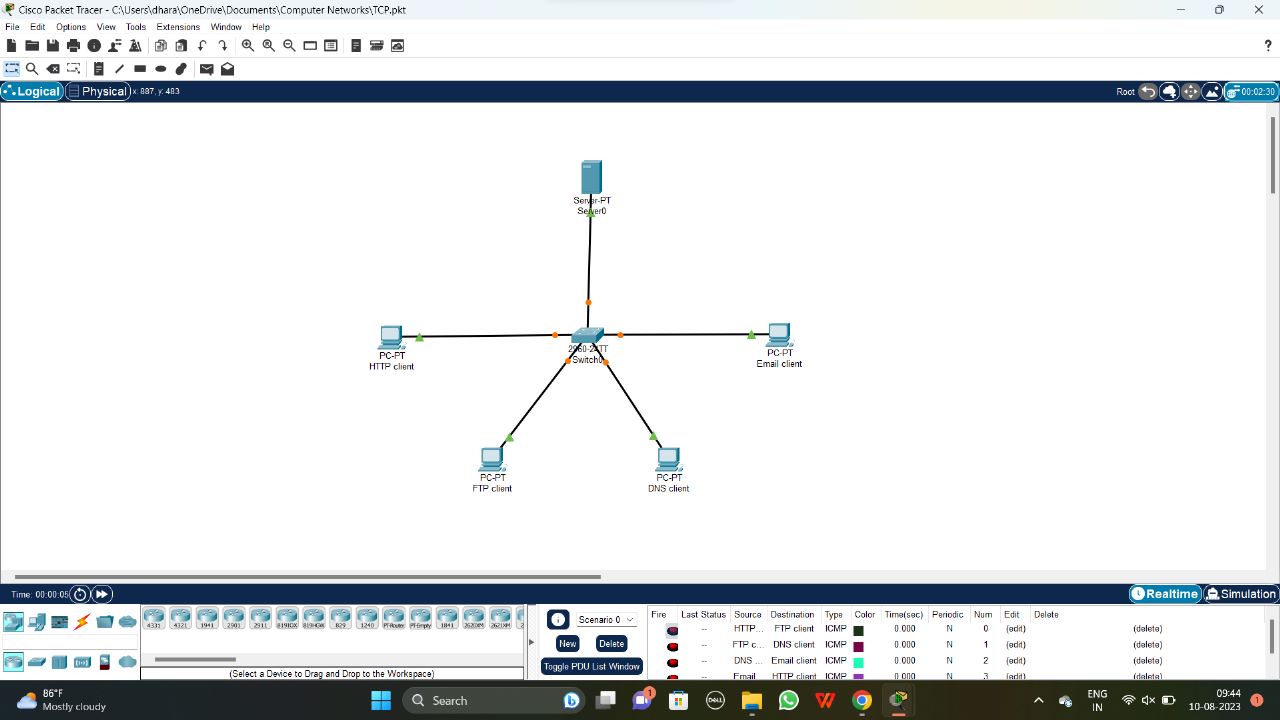 Cisco Packet Tracer - C:\Users\dhara\OneDrive\Documents\Computer Networks\TCP.pkt
File Edit Options View Tools Extensions Window Help
?
Logical Physical x: 887, y: 483 Root 00:02:30
Server-PT
Server0
PC-PT
HTTP client
2960-24TT
Switch0
PC-PT
Email client
PC-PT
FTP client
PC-PT
DNS client
Time: 00:00:05 Realtime Simulation
4331 4321 1941 2901 2911 819IOX 819HGW 829 1240 PT-Router PT-Empty 1841 2620XM 2621XM
(Select a Device to Drag and Drop to the Workspace)
Scenario 0
New Delete
Toggle PDU List Window
Fire Last Status Source Destination Type Color Time(sec) Periodic Num Edit Delete
-- HTTP... FTP client ICMP 0.000 N 0 (edit) (delete)
-- FTP c... DNS client ICMP 0.000 N 1 (edit) (delete)
-- DNS ... Email client ICMP 0.000 N 2 (edit) (delete)
-- Email HTTP client ICMP 0.000 N 3 (edit) (delete)
86°F
Mostly cloudy
Search
1
DELL
ENG
IN
09:44
10-08-2023
1